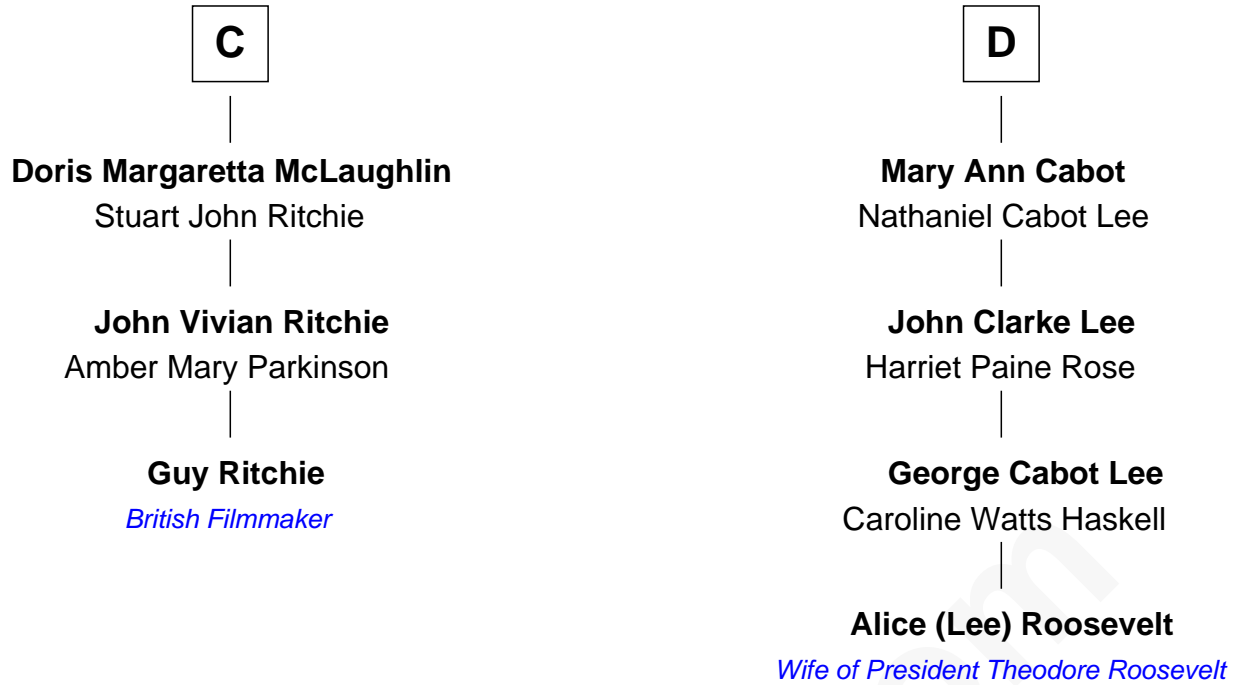 C
Doris Margaretta McLaughlin
Stuart John Ritchie
John Vivian Ritchie
Amber Mary Parkinson
Guy Ritchie
British Filmmaker
D
Mary Ann Cabot
Nathaniel Cabot Lee
John Clarke Lee
Harriet Paine Rose
George Cabot Lee
Caroline Watts Haskell
Alice (Lee) Roosevelt
Wife of President Theodore Roosevelt